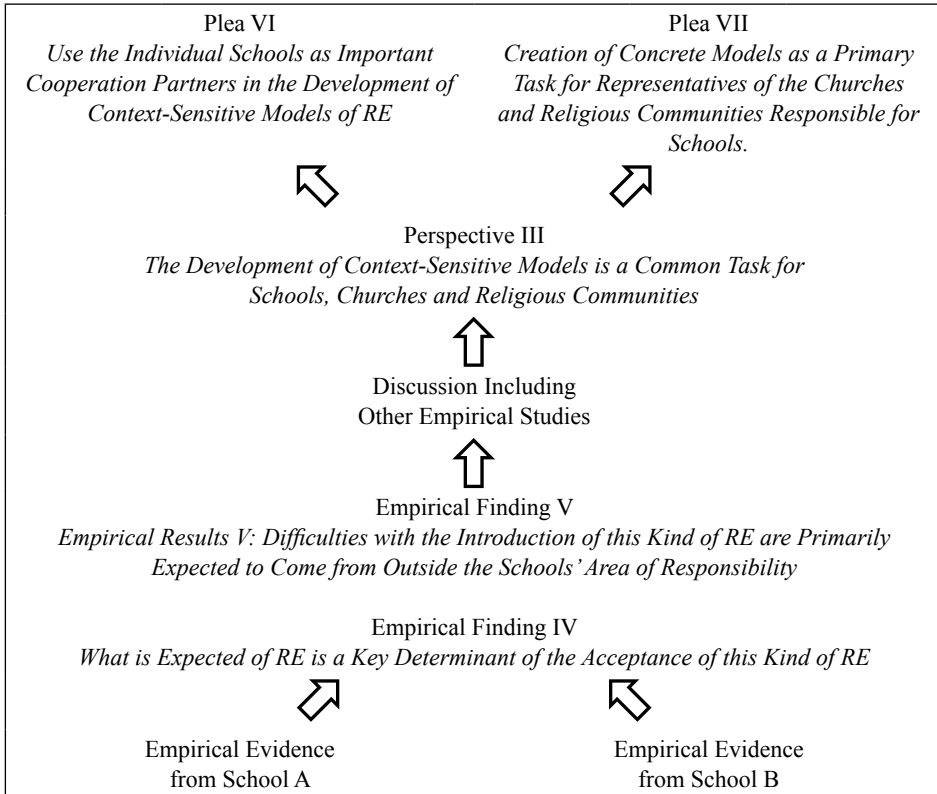 Plea VI
Use the Individual Schools as Important
Cooperation Partners in the Development of
Context-Sensitive Models of RE
Plea VII
Creation of Concrete Models as a Primary
Task for Representatives of the Churches
and Religious Communities Responsible for
Schools.
Perspective III
The Development of Context-Sensitive Models is a Common Task for
Schools, Churches and Religious Communities
Discussion Including
Other Empirical Studies
Empirical Finding V
Empirical Results V: Difficulties with the Introduction of this Kind of RE are Primarily
Expected to Come from Outside the Schools’ Area of Responsibility
Empirical Finding IV
What is Expected of RE is a Key Determinant of the Acceptance of this Kind of RE
Empirical Evidence
from School A
Empirical Evidence
from School B